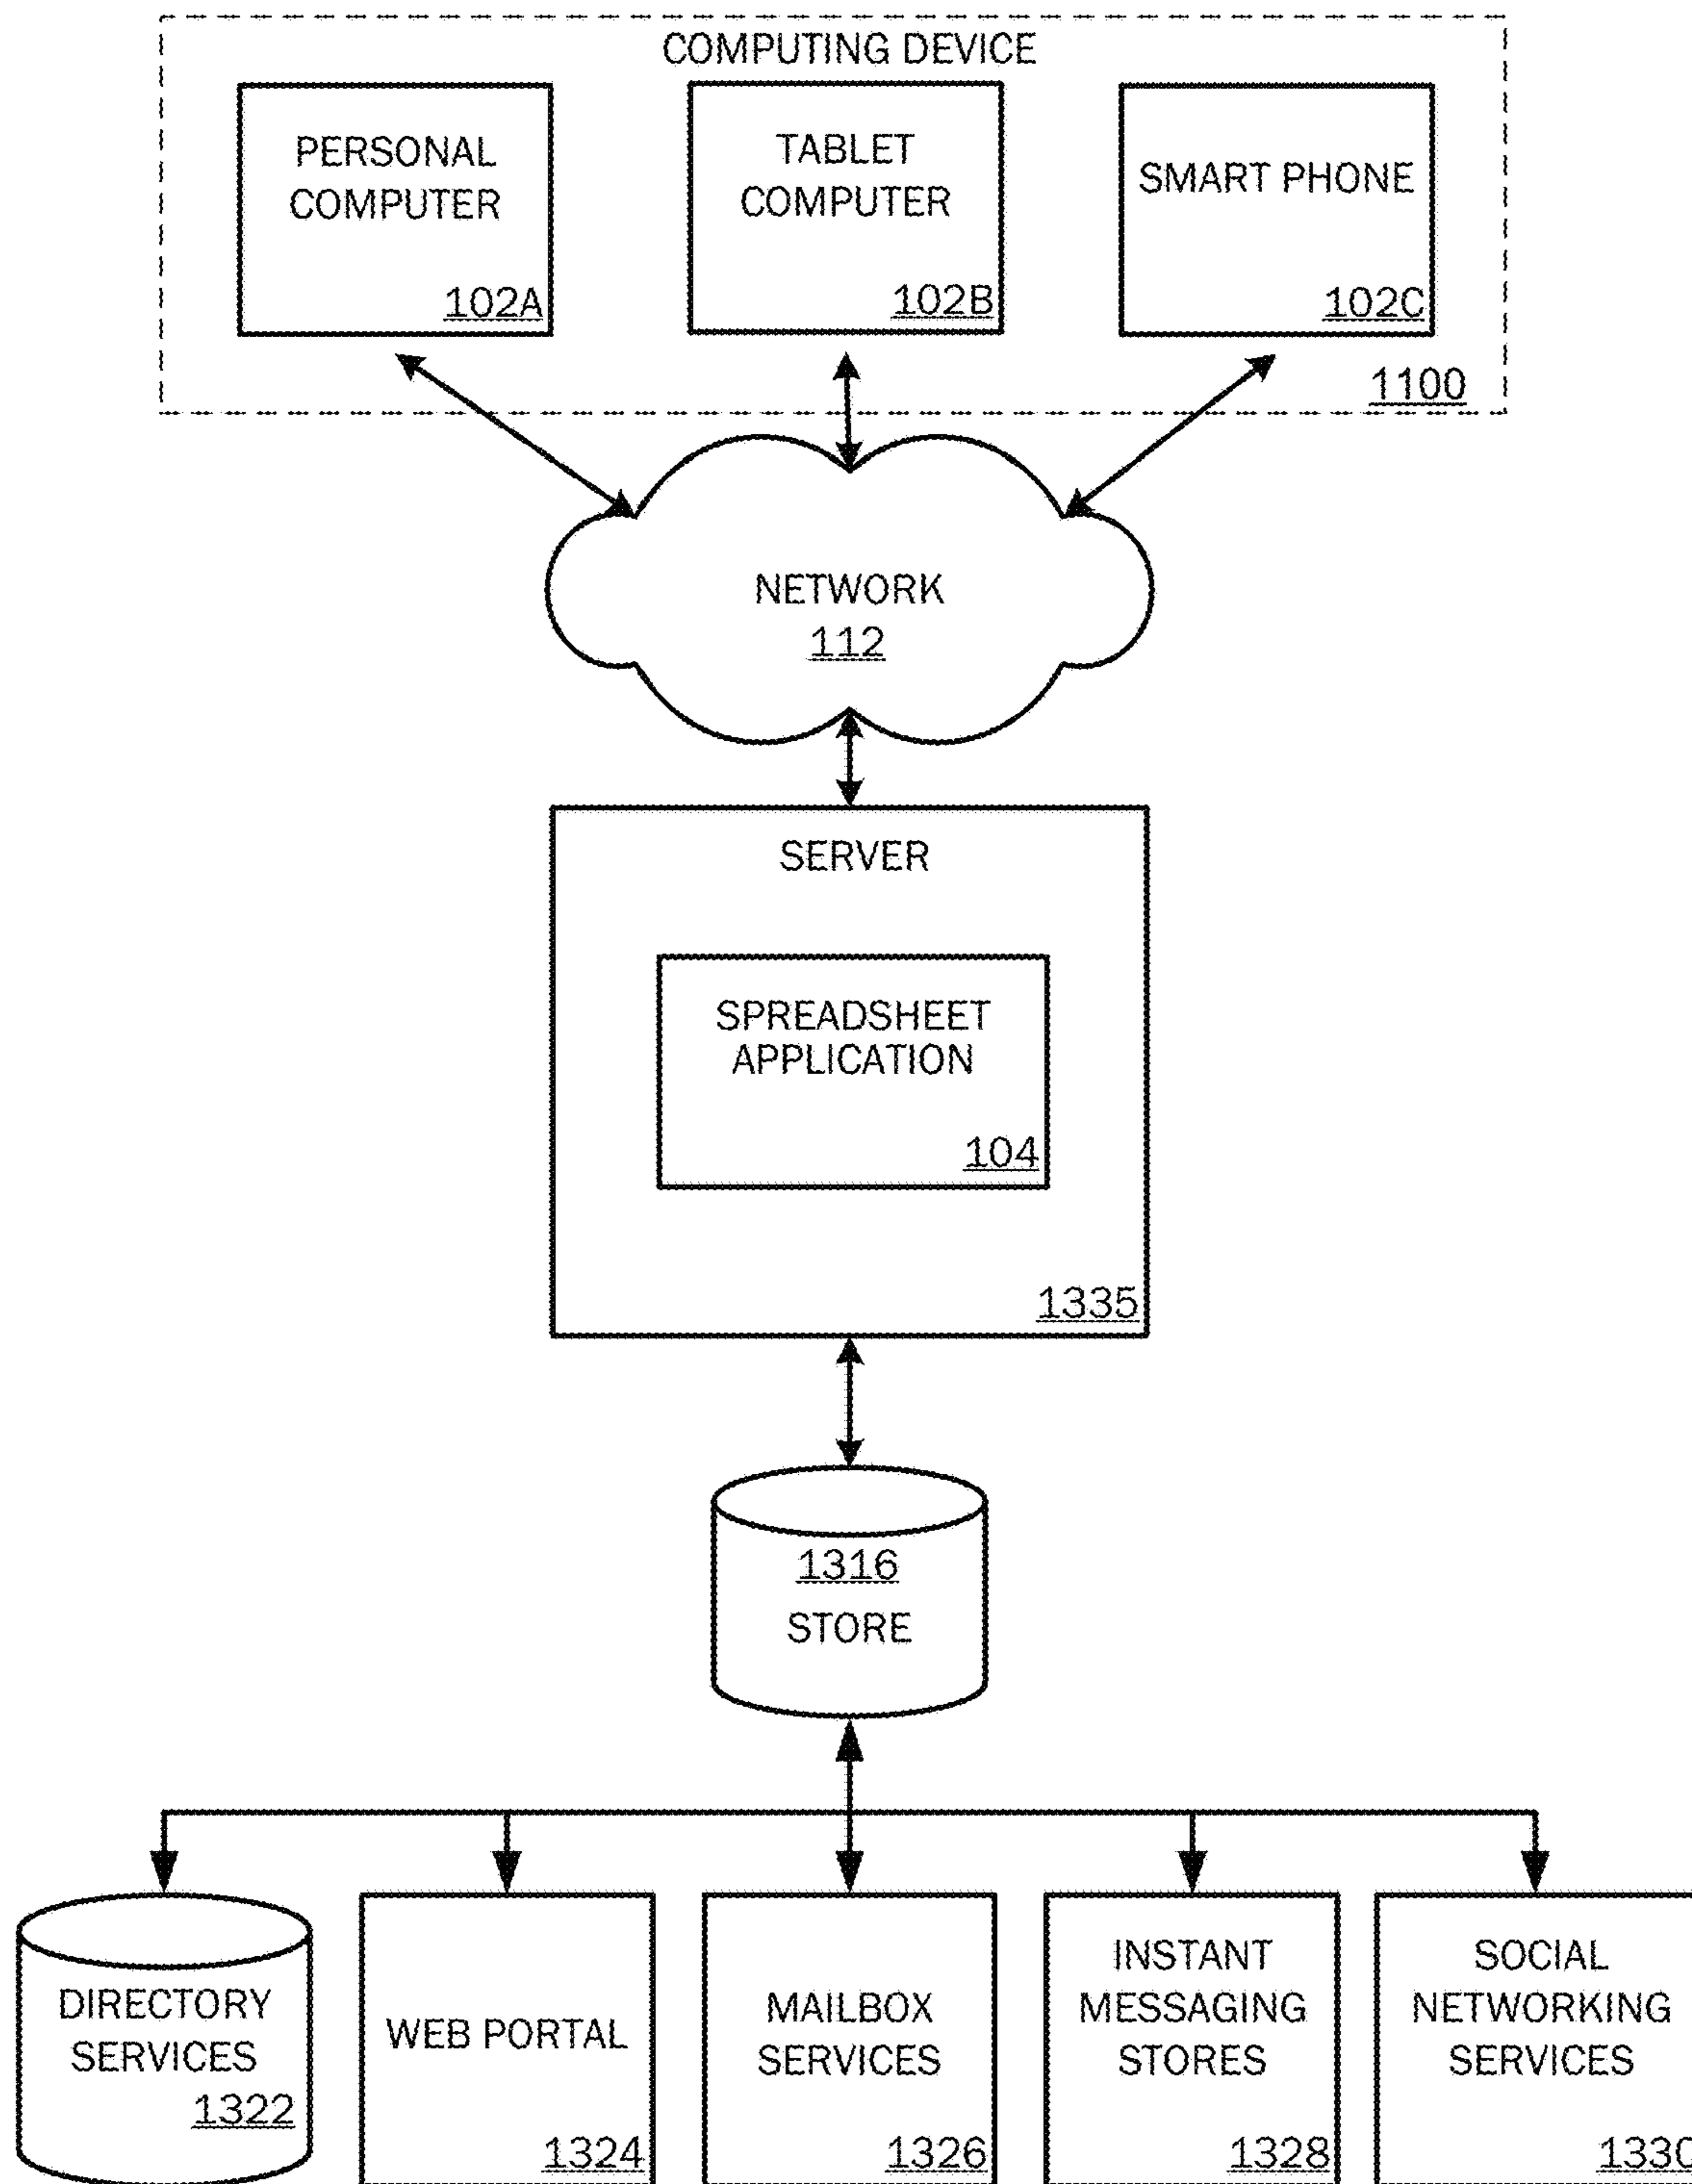 COMPUTING DEVICE
PERSONAL
COMPUTER
102A
TABLET
COMPUTER
102B
SMART PHONE
102C
1100
NETWORK
112
SERVER
SPREADSHEET
APPLICATION
104
1335
1316
STORE
DIRECTORY
SERVICES
1322
WEB PORTAL
1324
MAILBOX
SERVICES
1326
INSTANT
MESSAGING
STORES
1328
SOCIAL
NETWORKING
SERVICES
1330